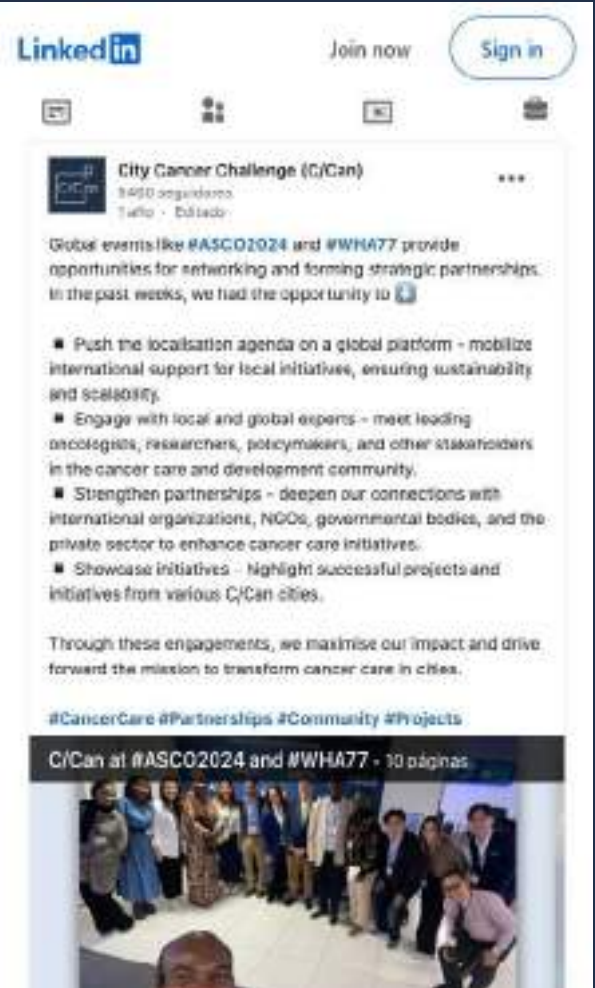 LinkedIn
Join now
Sign in
C/Can
City Cancer Challenge (C/Can)
seguidores
1 año · Editado
Global events like #ASCO2024 and #WHA77 provide
opportunities for networking and forming strategic partnerships.
In the past weeks, we had the opportunity to ⬇️
▪ Push the localisation agenda on a global platform - mobilize
international support for local initiatives, ensuring sustainability
and scalability.
▪ Engage with local and global experts - meet leading
oncologists, researchers, policymakers, and other stakeholders
in the cancer care and development community.
▪ Strengthen partnerships - deepen our connections with
international organizations, NGOs, governmental bodies, and the
private sector to enhance cancer care initiatives.
▪ Showcase initiatives - highlight successful projects and
initiatives from various C/Can cities.
Through these engagements, we maximise our impact and drive
forward the mission to transform cancer care in cities.
#CancerCare #Partnerships #Community #Projects
C/Can at #ASCO2024 and #WHA77 - 10 páginas